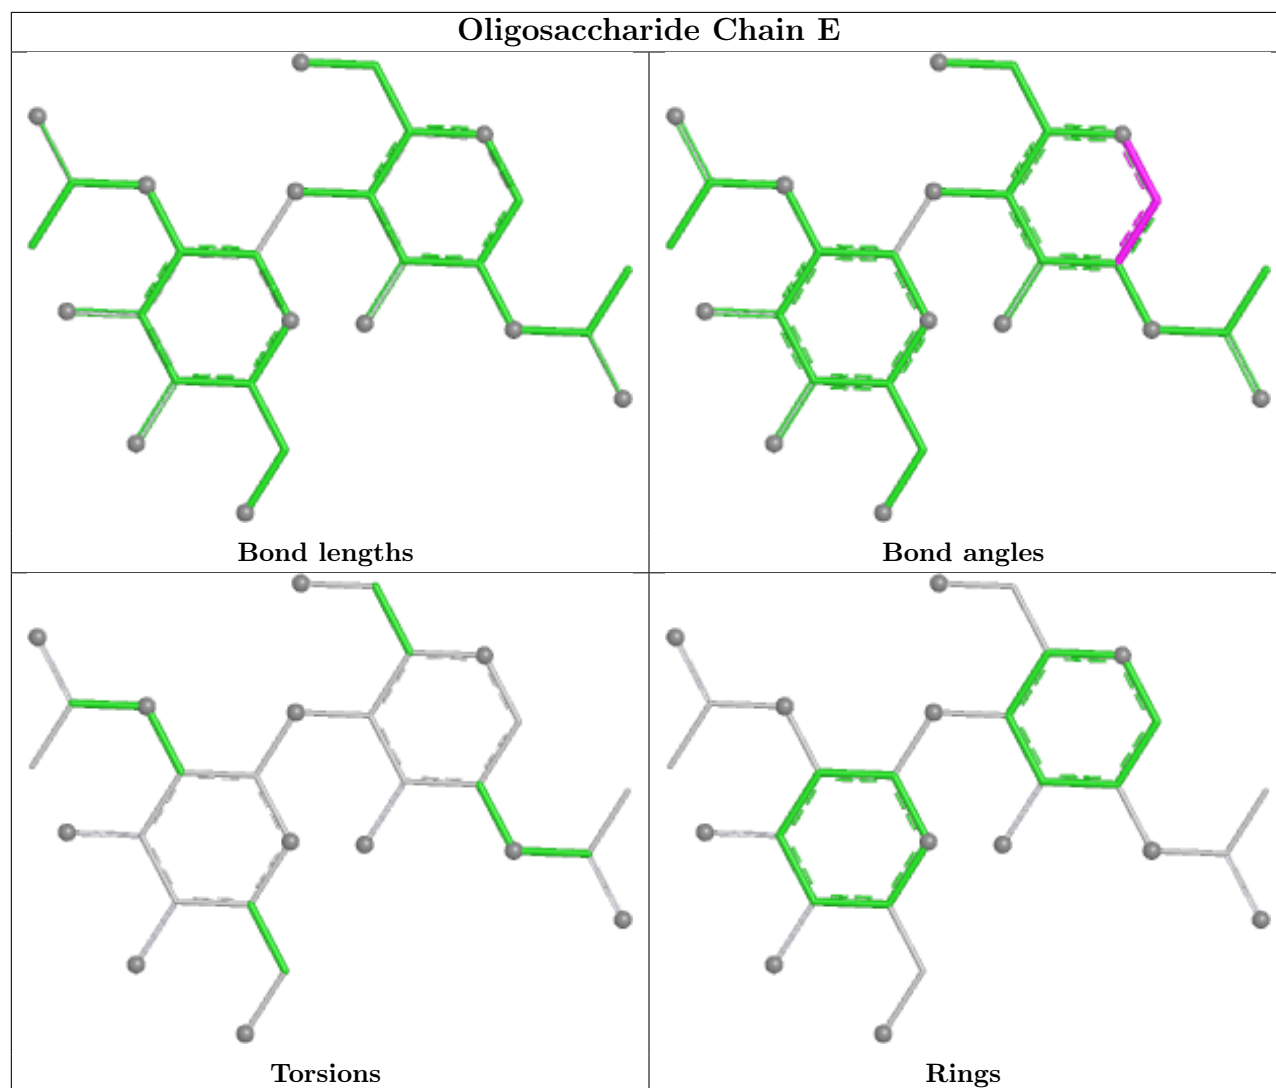 Oligosaccharide Chain E
Bond lengths
Bond angles
Torsions
Rings